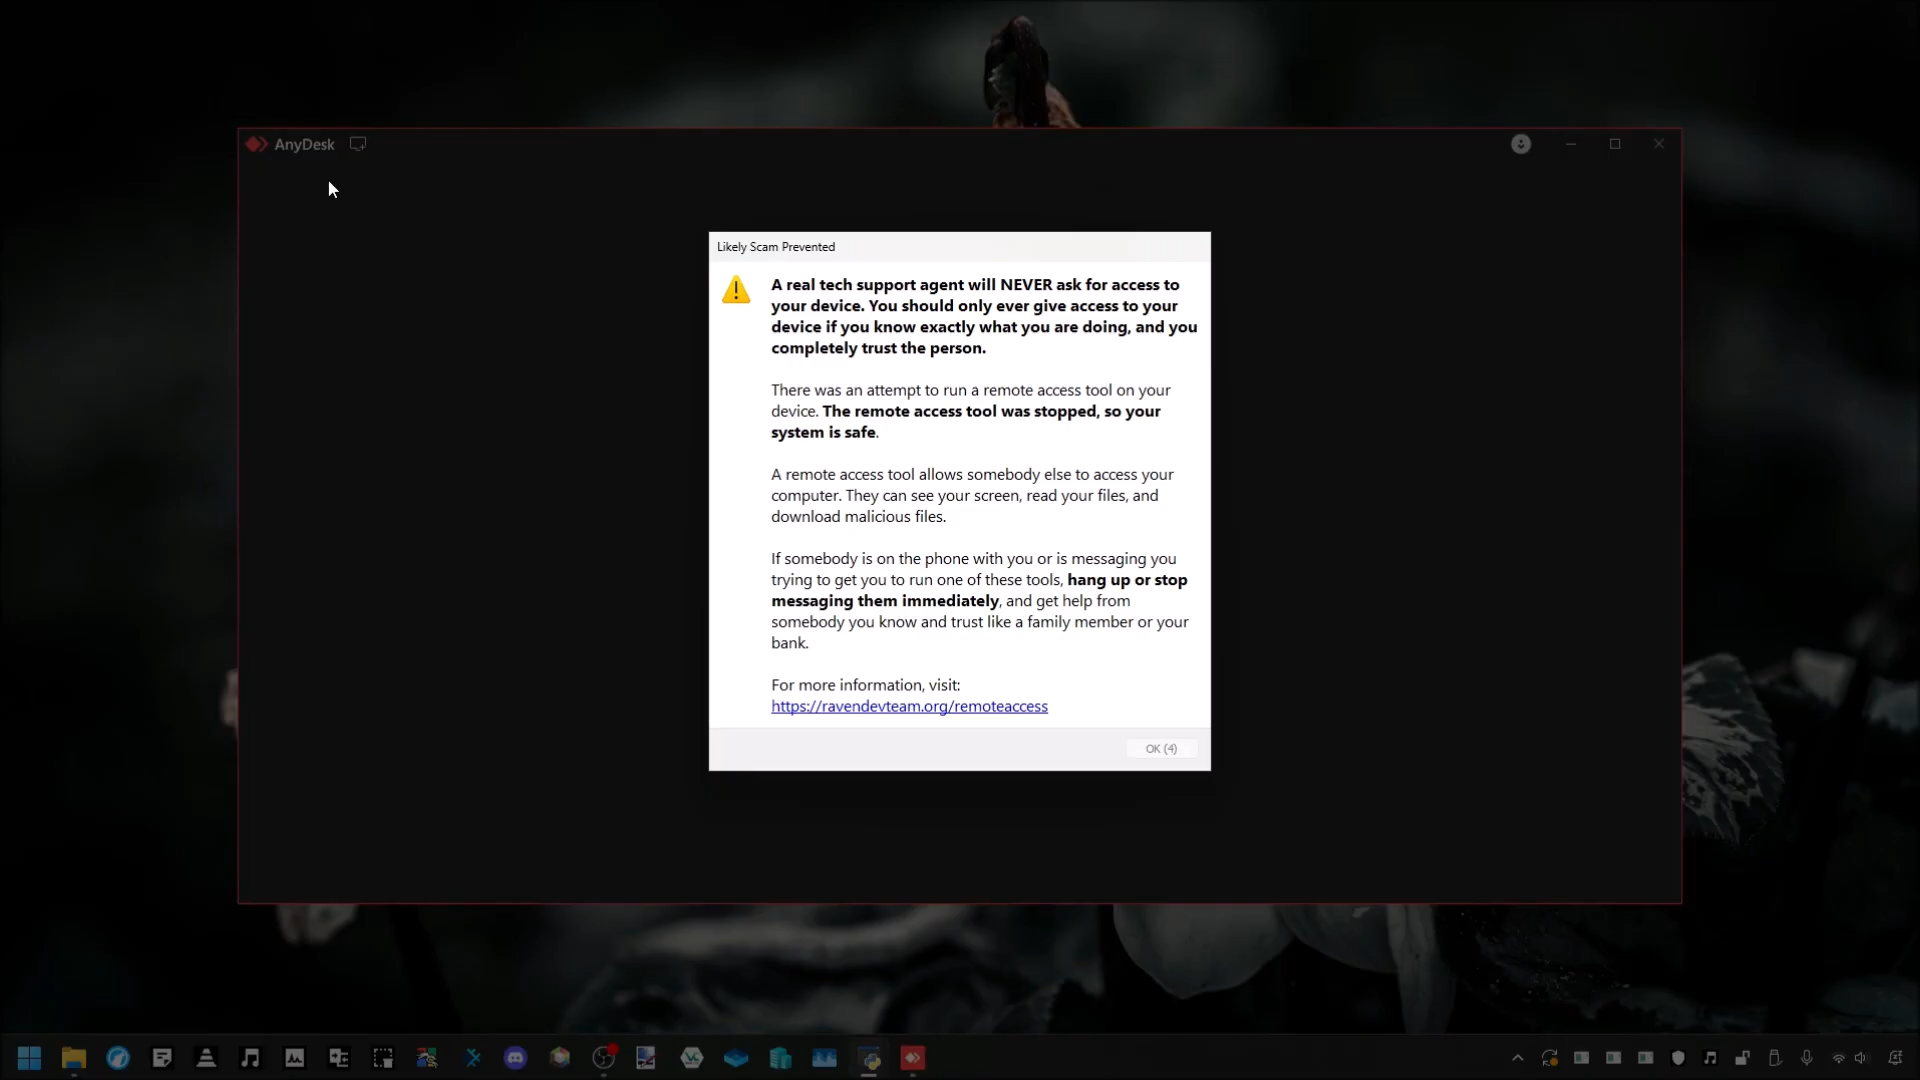 AnyDesk
Likely Scam Prevented
A real tech support agent will NEVER ask for access to
your device. You should only ever give access to your
device if you know exactly what you are doing, and you
completely trust the person.
There was an attempt to run a remote access tool on your
device. The remote access tool was stopped, so your
system is safe.
A remote access tool allows somebody else to access your
computer. They can see your screen, read your files, and
download malicious files.
If somebody is on the phone with you or is messaging you
trying to get you to run one of these tools, hang up or stop
messaging them immediately, and get help from
somebody you know and trust like a family member or your
bank.
For more information, visit:
https://ravendevteam.org/remoteaccess
OK (4)